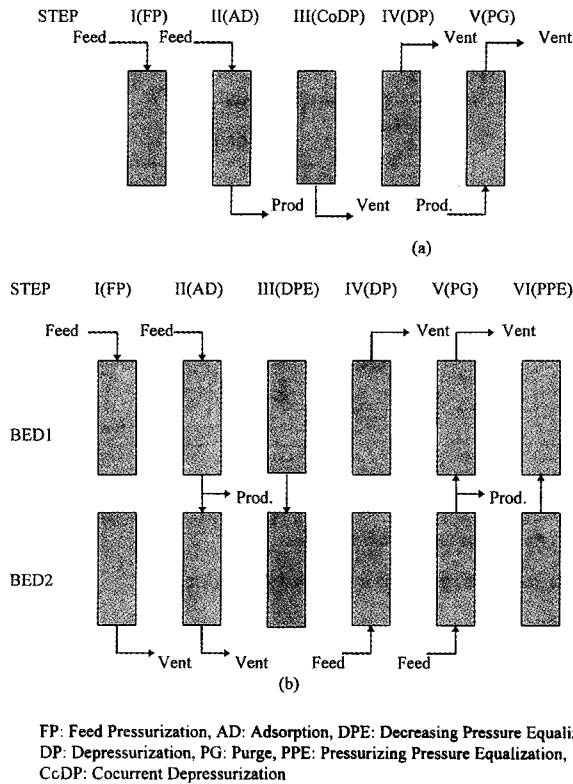 STEP I(FP) II(AD) III(CoDP) IV(DP) V(PG)
Feed Feed Vent Vent
Prod Vent Prod.
(a)
STEP I(FP) II(AD) III(DPE) IV(DP) V(PG) VI(PPE)
Feed Feed Vent Vent
BED1
Prod. Prod.
BED2
Vent Vent Feed Feed
(b)
FP: Feed Pressurization, AD: Adsorption, DPE: Decreasing Pressure Equali
DP: Depressurization, PG: Purge, PPE: Pressurizing Pressure Equalization,
CoDP: Cocurrent Depressurization